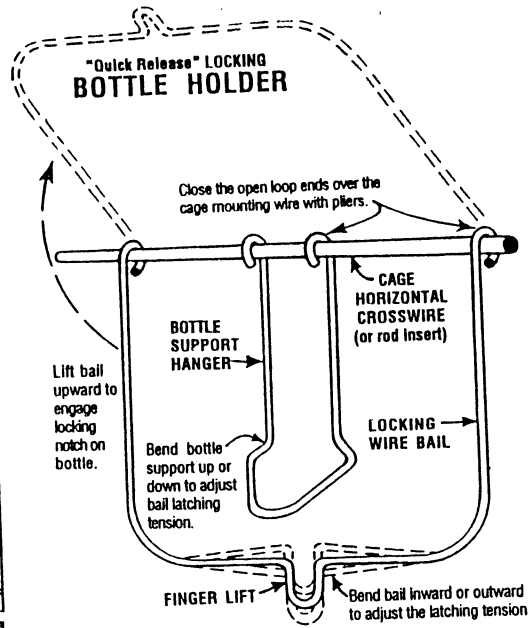 "Quick Release" LOCKING
BOTTLE HOLDER
Close the open loop ends over the
cage mounting wire with pliers.
CAGE
HORIZONTAL
CROSSWIRE
(or rod insert)
BOTTLE
SUPPORT
HANGER
Lift bail
upward to
engage
locking
notch on
bottle.
LOCKING
WIRE BAIL
Bend bottle
support up or
down to adjust
bail latching
tension.
FINGER LIFT
Bend bail inward or outward
to adjust the latching tension